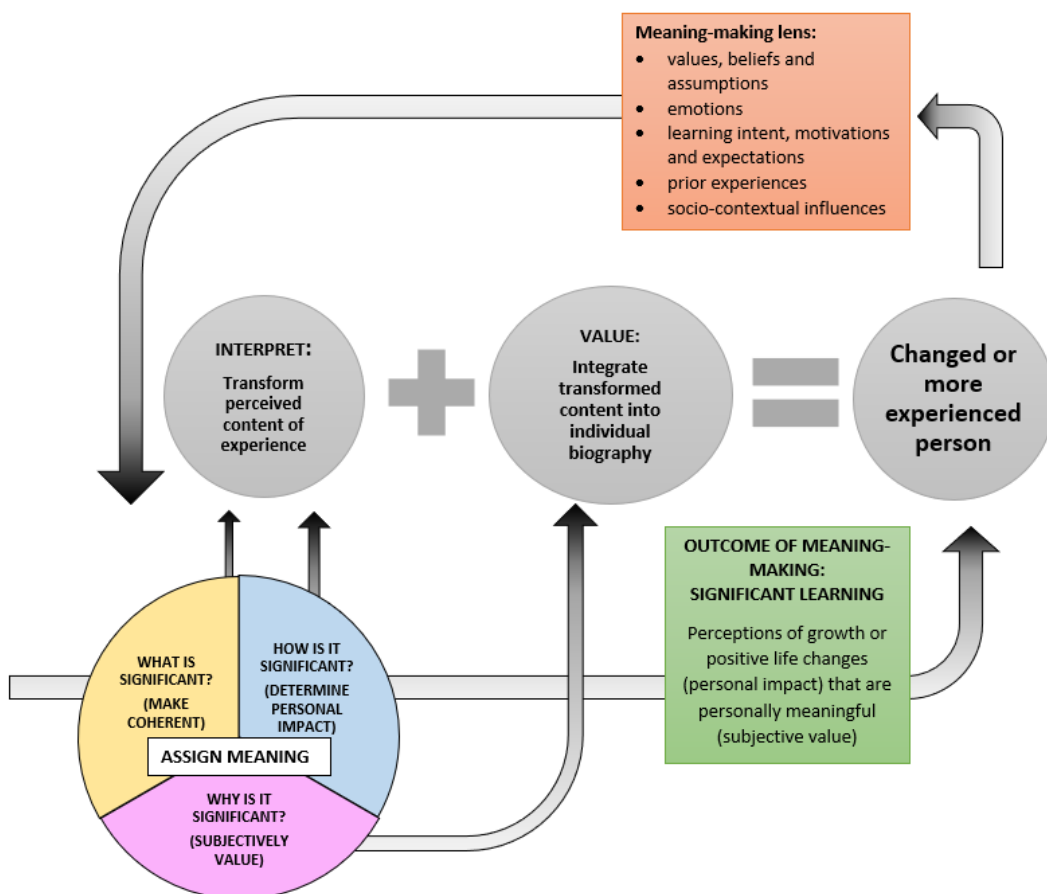 Meaning-making lens:
• values, beliefs and
assumptions
• emotions
• learning intent, motivations
and expectations
• prior experiences
• socio-contextual influences
INTERPRET:
Transform
perceived
content of
experience
VALUE:
Integrate
transformed
content into
individual
biography
Changed or
more
experienced
person
WHAT IS
SIGNIFICANT?
(MAKE
COHERENT)
HOW IS IT
SIGNIFICANT?
(DETERMINE
PERSONAL
IMPACT)
ASSIGN MEANING
WHY IS IT
SIGNIFICANT?
(SUBJECTIVELY
VALUE)
OUTCOME OF MEANING-
MAKING:
SIGNIFICANT LEARNING
Perceptions of growth or
positive life changes
(personal impact) that are
personally meaningful
(subjective value)